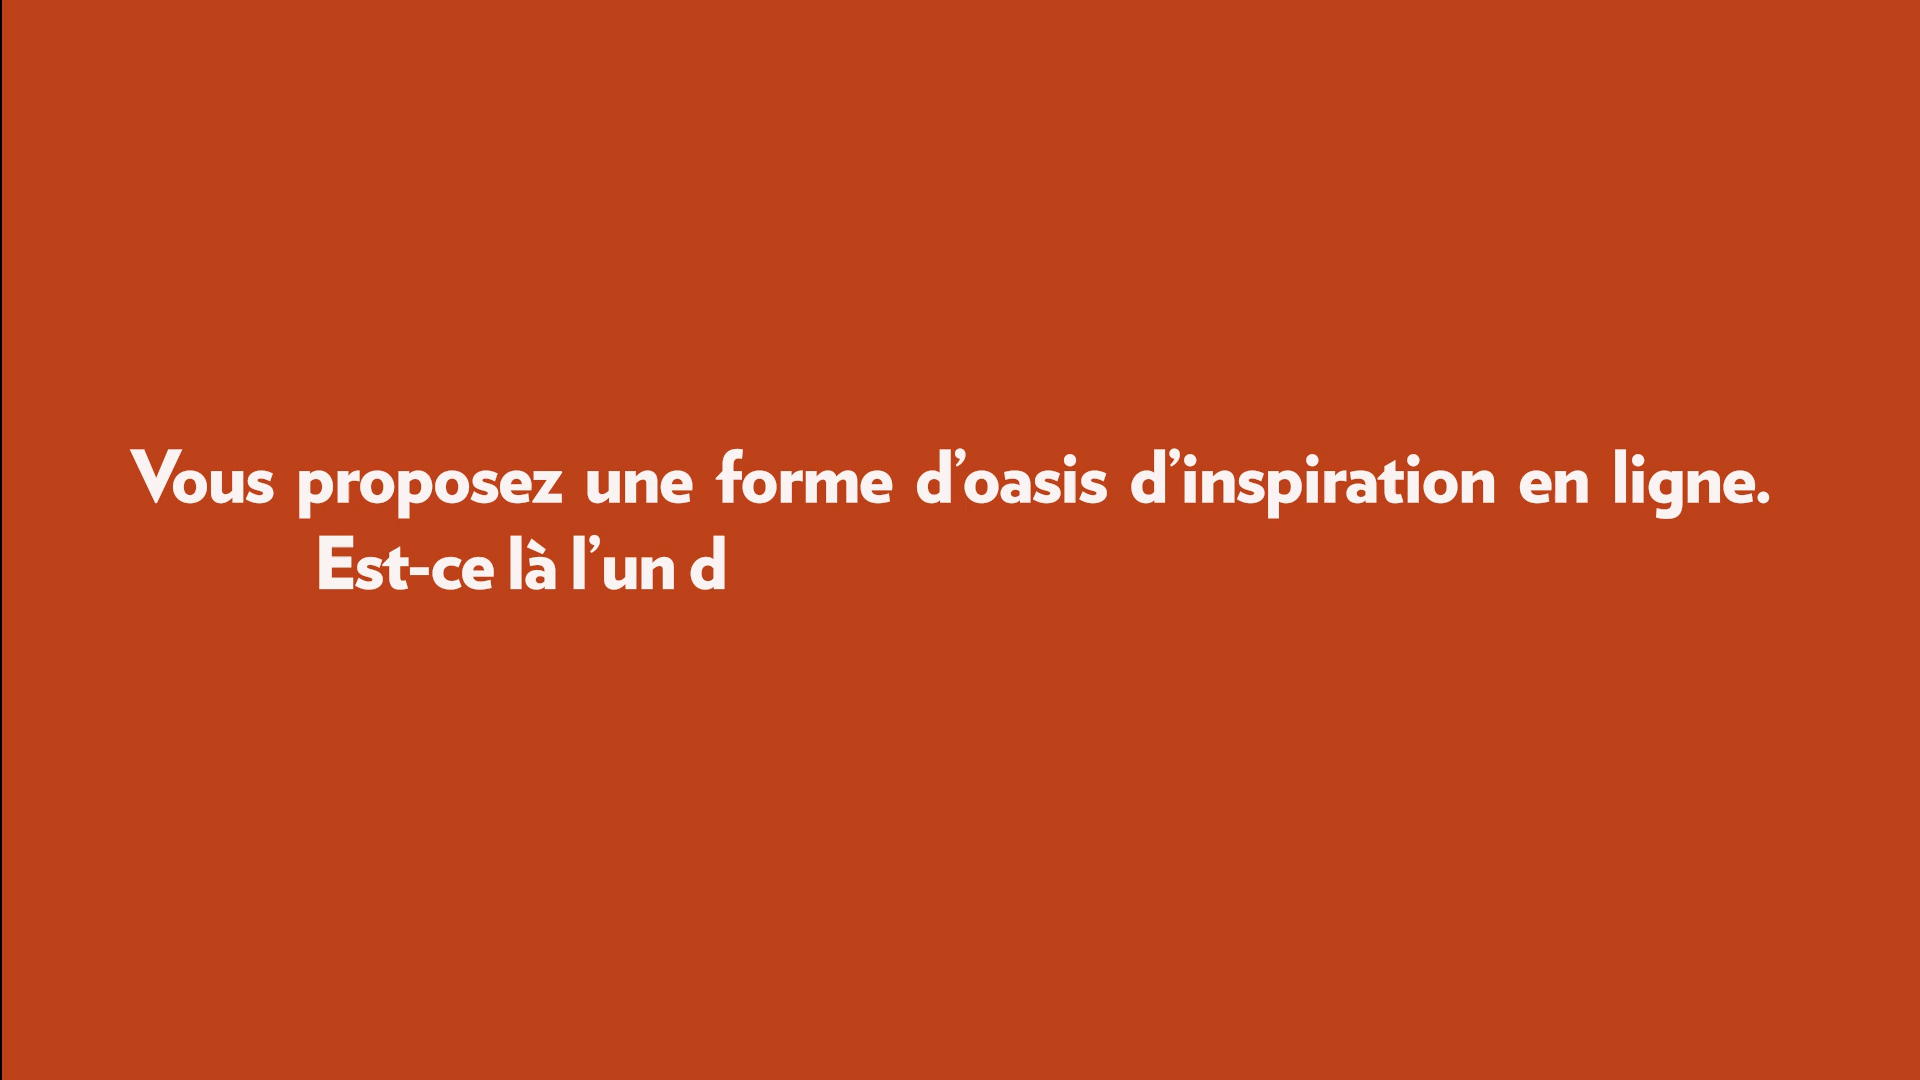 Vous proposez une forme d’oasis d’inspiration en ligne.
Est-ce là l’un d